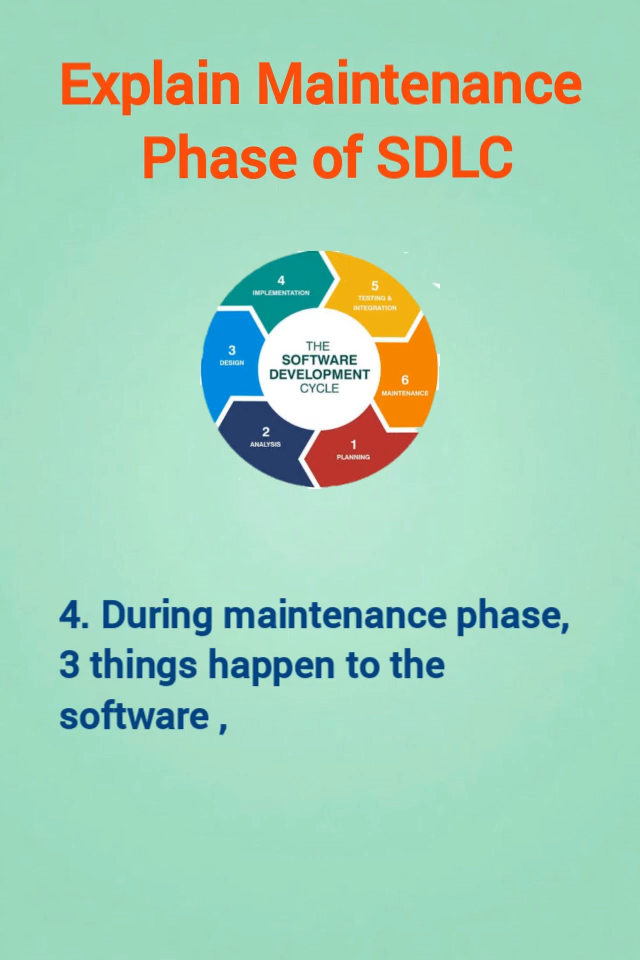 Explain Maintenance
Phase of SDLC
4
IMPLEMENTATION
5
TESTING &
INTEGRATION
3
DESIGN
THE
SOFTWARE
DEVELOPMENT
CYCLE
6
MAINTENANCE
2
ANALYSIS
1
PLANNING
4. During maintenance phase,
3 things happen to the
software ,